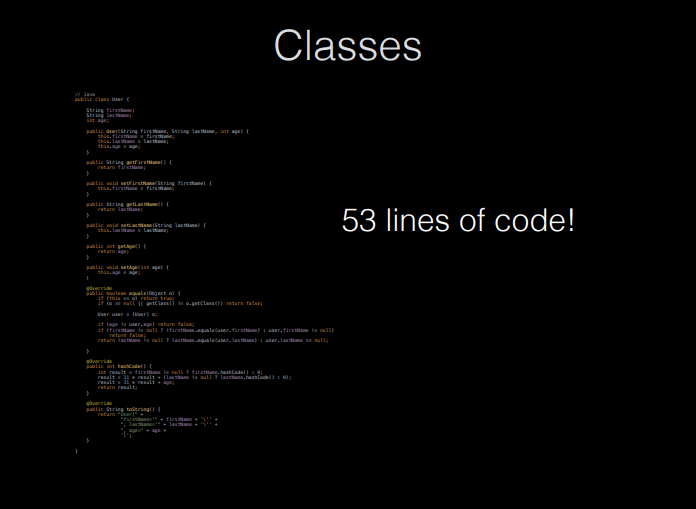 Classes
// Java
public class User {
String firstName;
String lastName;
int age;
public User(String firstName, String lastName, int age) {
this.firstName = firstName;
this.lastName = lastName;
this.age = age;
}
public String getFirstName() {
return firstName;
}
public void setFirstName(String firstName) {
this.firstName = firstName;
}
public String getLastName() {
return lastName;
}
public void setLastName(String lastName) {
this.lastName = lastName;
}
public int getAge() {
return age;
}
public void setAge(int age) {
this.age = age;
}
@Override
public boolean equals(Object o) {
if (this == o) return true;
if (o == null || getClass() != o.getClass()) return false;
User user = (User) o;
if (age != user.age) return false;
if (firstName != null ? !firstName.equals(user.firstName) : user.firstName != null)
return false;
return lastName != null ? lastName.equals(user.lastName) : user.lastName == null;
}
@Override
public int hashCode() {
int result = firstName != null ? firstName.hashCode() : 0;
result = 31 * result + (lastName != null ? lastName.hashCode() : 0);
result = 31 * result + age;
return result;
}
@Override
public String toString() {
return "User{" +
"firstName='" + firstName + '\'' +
", lastName='" + lastName + '\'' +
", age=" + age +
'}';
}
}
53 lines of code!